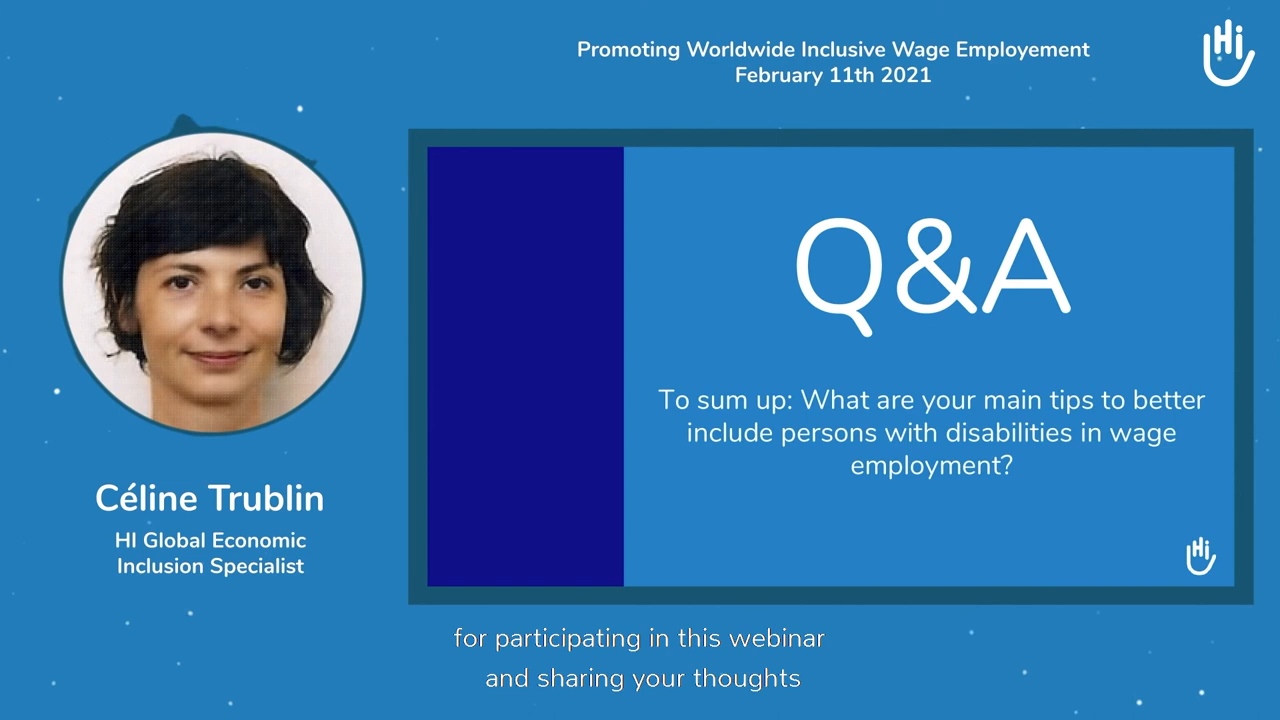 Promoting Worldwide Inclusive Wage Employement
February 11th 2021
Hi
Q&A
To sum up: What are your main tips to better
include persons with disabilities in wage
employment?
Hi
Céline Trublin
HI Global Economic
Inclusion Specialist
for participating in this webinar
and sharing your thoughts